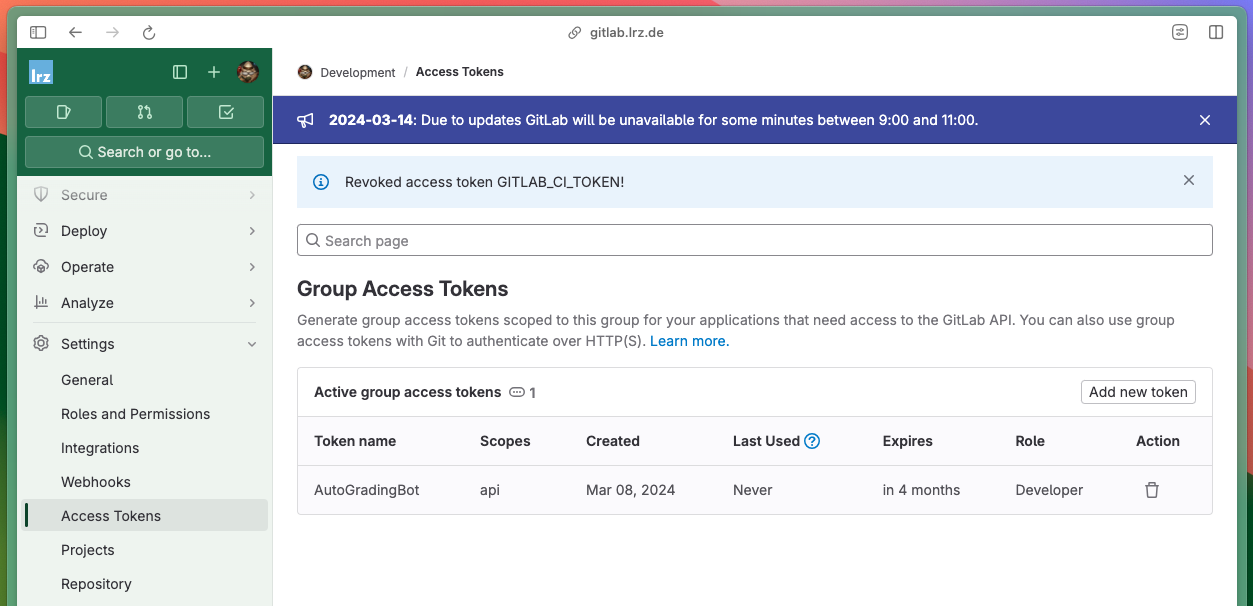 gitlab.lrz.de
lrz
Search or go to...
Secure
Deploy
Operate
Analyze
Settings
General
Roles and Permissions
Integrations
Webhooks
Access Tokens
Projects
Repository
Development / Access Tokens
2024-03-14: Due to updates GitLab will be unavailable for some minutes between 9:00 and 11:00.
Revoked access token GITLAB_CI_TOKEN!
Search page
Group Access Tokens
Generate group access tokens scoped to this group for your applications that need access to the GitLab API. You can also use group
access tokens with Git to authenticate over HTTP(S). Learn more.
Active group access tokens 1 Add new token
Token name Scopes Created Last Used Expires Role Action
AutoGradingBot api Mar 08, 2024 Never in 4 months Developer